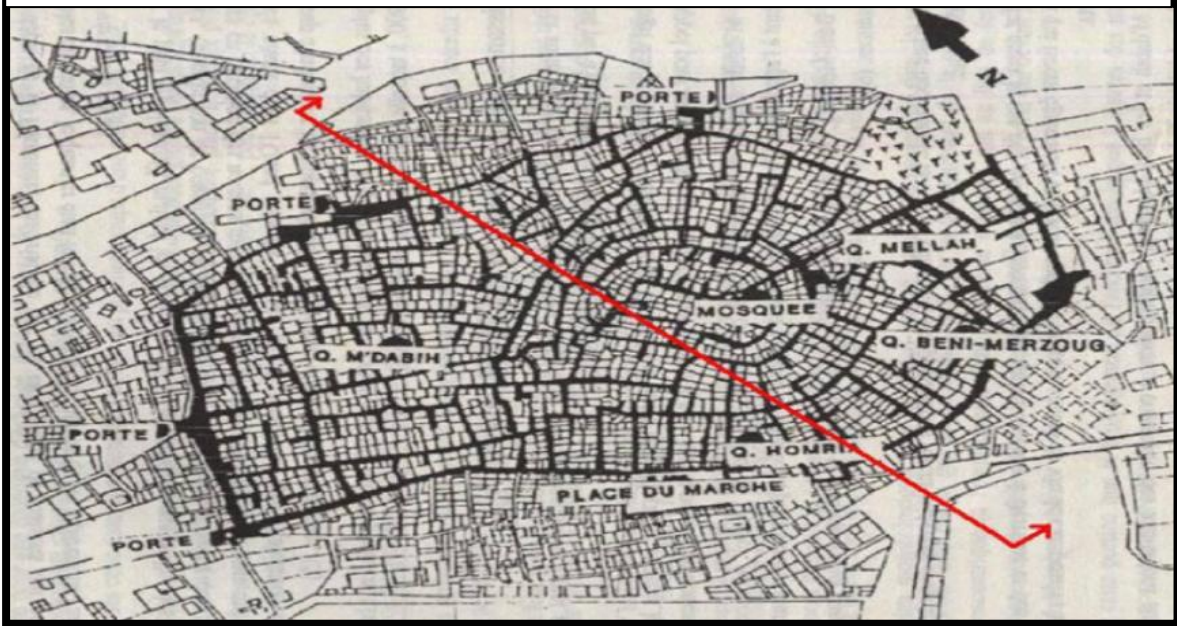 N
PORTE
PORTE
Q. MELLAH
MOSQUEE
Q. BENI-MERZOUG
Q. M'DABIH
PORTE
Q. HOMRI
PLACE DU MARCHE
PORTE